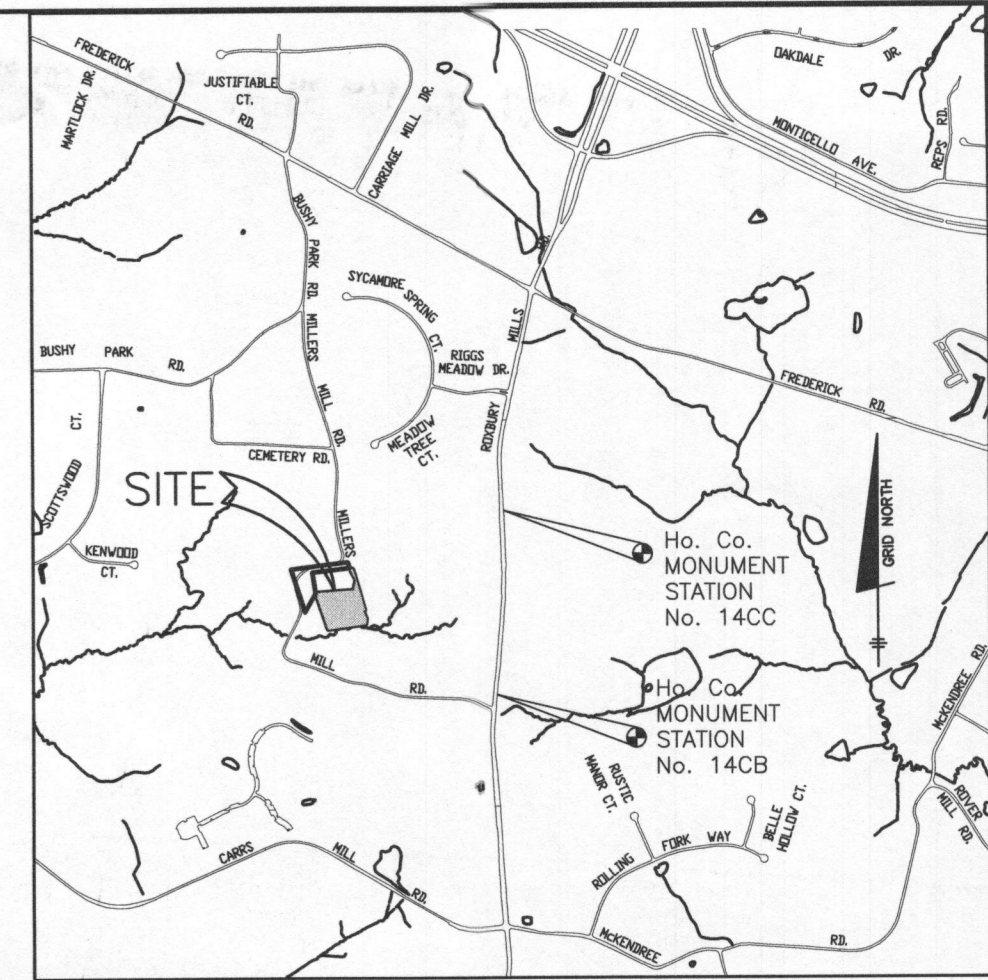 FREDERICK
RD.
MARTLOCK DR.
JUSTIFIABLE
CT.
CARRIAGE MILL DR.
OAKDALE
DR.
MONTICELLO AVE.
REPS RD.
BUSHY PARK RD.
MILLERS
MILL RD.
SYCAMORE SPRING CT.
RIGGS
MEADOW DR.
MEADOW
TREE
CT.
ROXBURY MILLS
RD.
FREDERICK RD.
BUSHY PARK RD.
SCOTTSWOOD CT.
KENWOOD
CT.
CEMETERY RD.
SITE
MILLERS
MILL RD.
GRID NORTH
Ho. Co.
MONUMENT
STATION
No. 14CC
Ho. Co.
MONUMENT
STATION
No. 14CB
McKENDREE RD.
ROVER
MILL RD.
RUSTIC
MANOR CT.
BELLE
HOLLOW CT.
ROLLING FORK WAY
CARRS MILL RD.
McKENDREE RD.